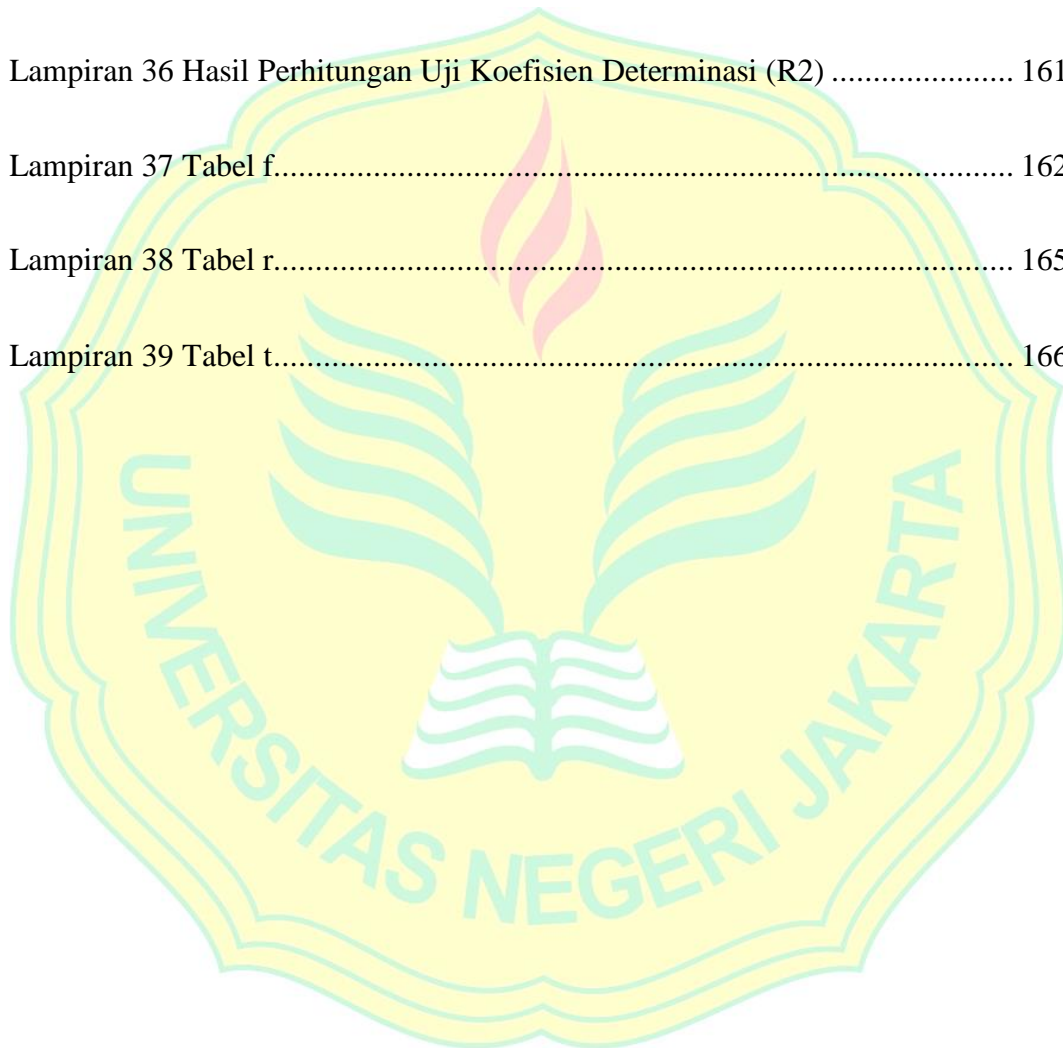 Lampiran 36 Hasil Perhitungan Uji Koefisien Determinasi (R2) ...................... 161
Lampiran 37 Tabel f.......................................................................................... 162
Lampiran 38 Tabel r.......................................................................................... 165
Lampiran 39 Tabel t.......................................................................................... 166
UNIVERSITAS NEGERI JAKARTA